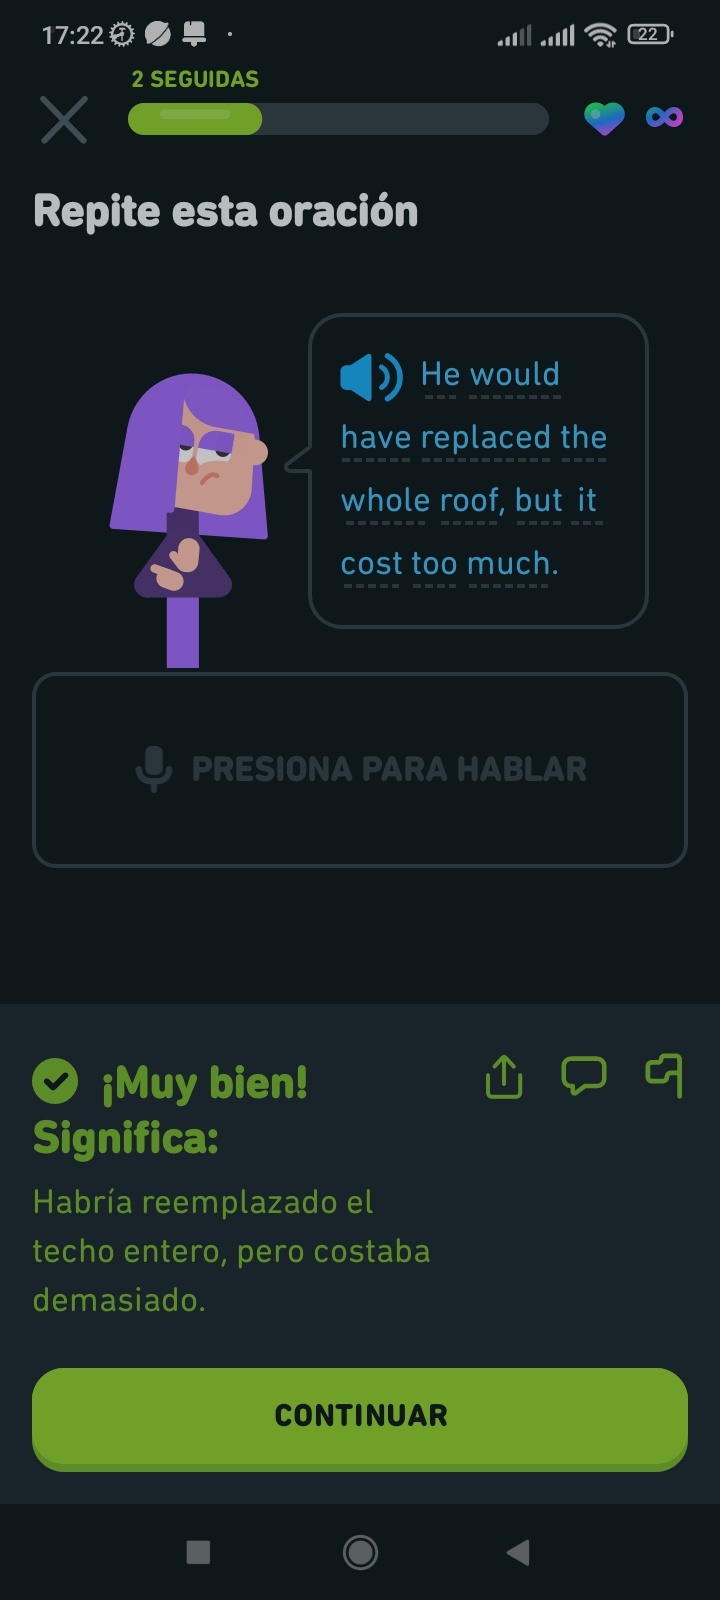 17:22
22
2 SEGUIDAS
Repite esta oración
He would
have replaced the
whole roof, but it
cost too much.
PRESIONA PARA HABLAR
¡Muy bien!
Significa:
Habría reemplazado el
techo entero, pero costaba
demasiado.
CONTINUAR